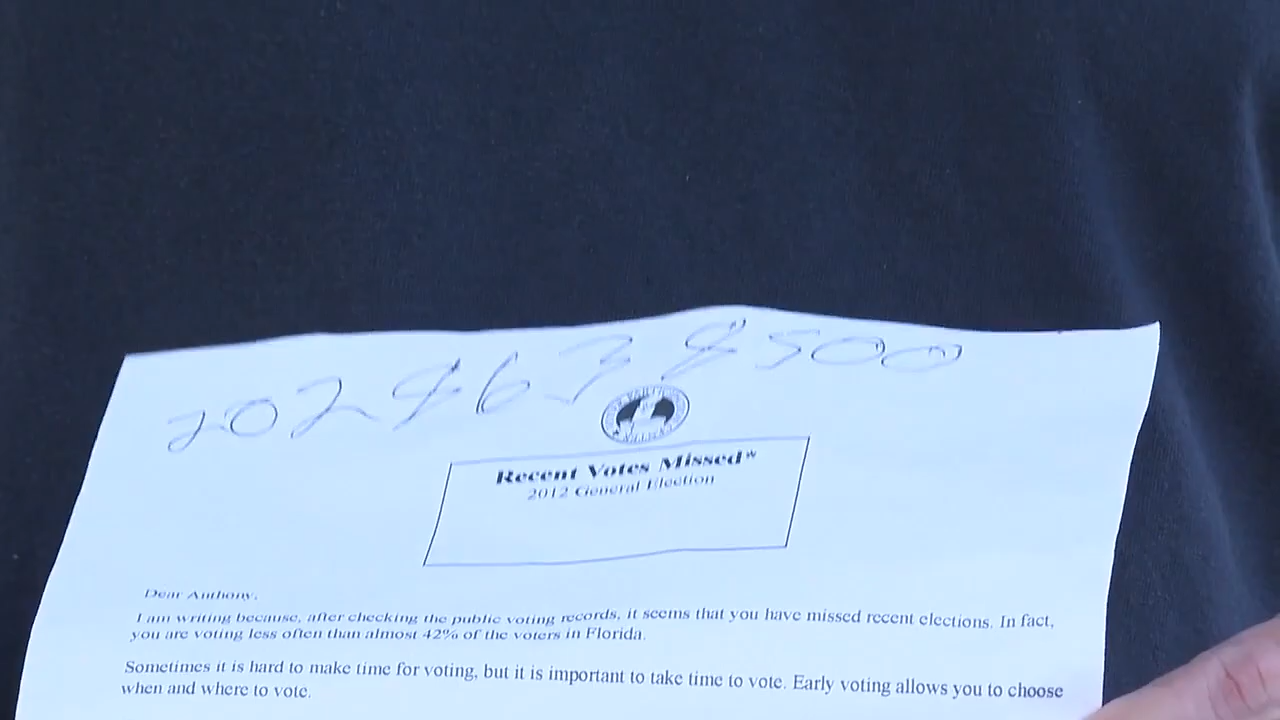 202 863 8500
Recent Votes Missed*
2012 General Election
Dear Anthony,
I am writing because, after checking the public voting records, it seems that you have missed recent elections. In fact,
you are voting less often than almost 42% of the voters in Florida.
Sometimes it is hard to make time for voting, but it is important to take time to vote. Early voting allows you to choose
when and where to vote.